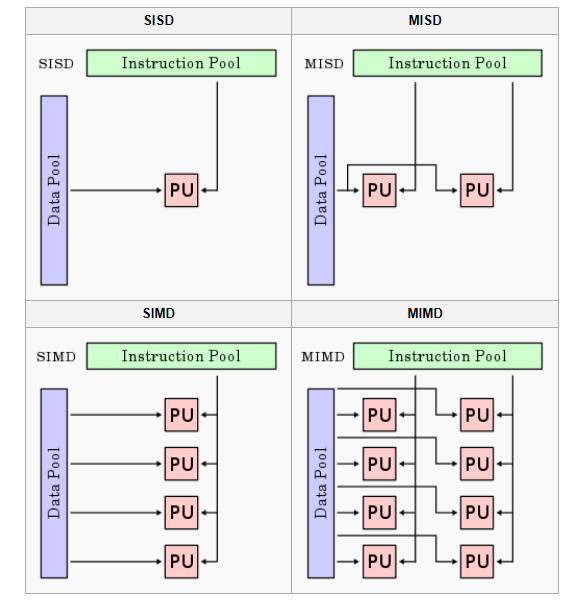 SISD
MISD
SISD
Instruction Pool
Data Pool
PU
MISD
Instruction Pool
Data Pool
PU
PU
SIMD
MIMD
SIMD
Instruction Pool
Data Pool
PU
PU
PU
PU
MIMD
Instruction Pool
Data Pool
PU
PU
PU
PU
PU
PU
PU
PU